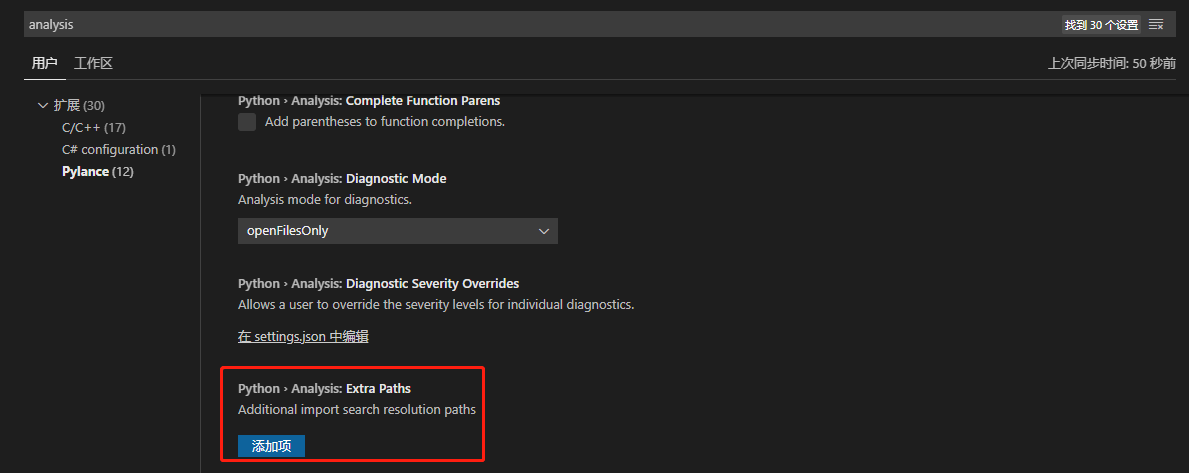 analysis
找到 30 个设置
用户 工作区
上次同步时间: 50 秒前
扩展 (30)
C/C++ (17)
C# configuration (1)
Pylance (12)
Python › Analysis: Complete Function Parens
Add parentheses to function completions.
Python › Analysis: Diagnostic Mode
Analysis mode for diagnostics.
openFilesOnly
Python › Analysis: Diagnostic Severity Overrides
Allows a user to override the severity levels for individual diagnostics.
在 settings.json 中编辑
Python › Analysis: Extra Paths
Additional import search resolution paths
添加项